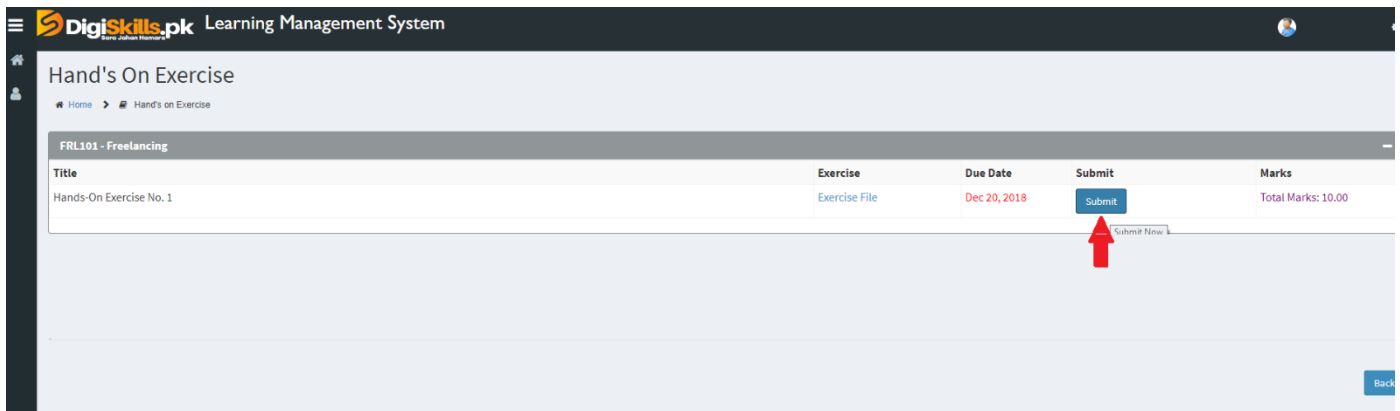 DigiSkills.pk Learning Management System
Sara Jahan Hamara
Hand's On Exercise
Home > Hand's on Exercise
FRL101 - Freelancing
Title Exercise Due Date Submit Marks
Hands-On Exercise No. 1 Exercise File Dec 20, 2018 Submit Total Marks: 10.00
Submit Now
Back